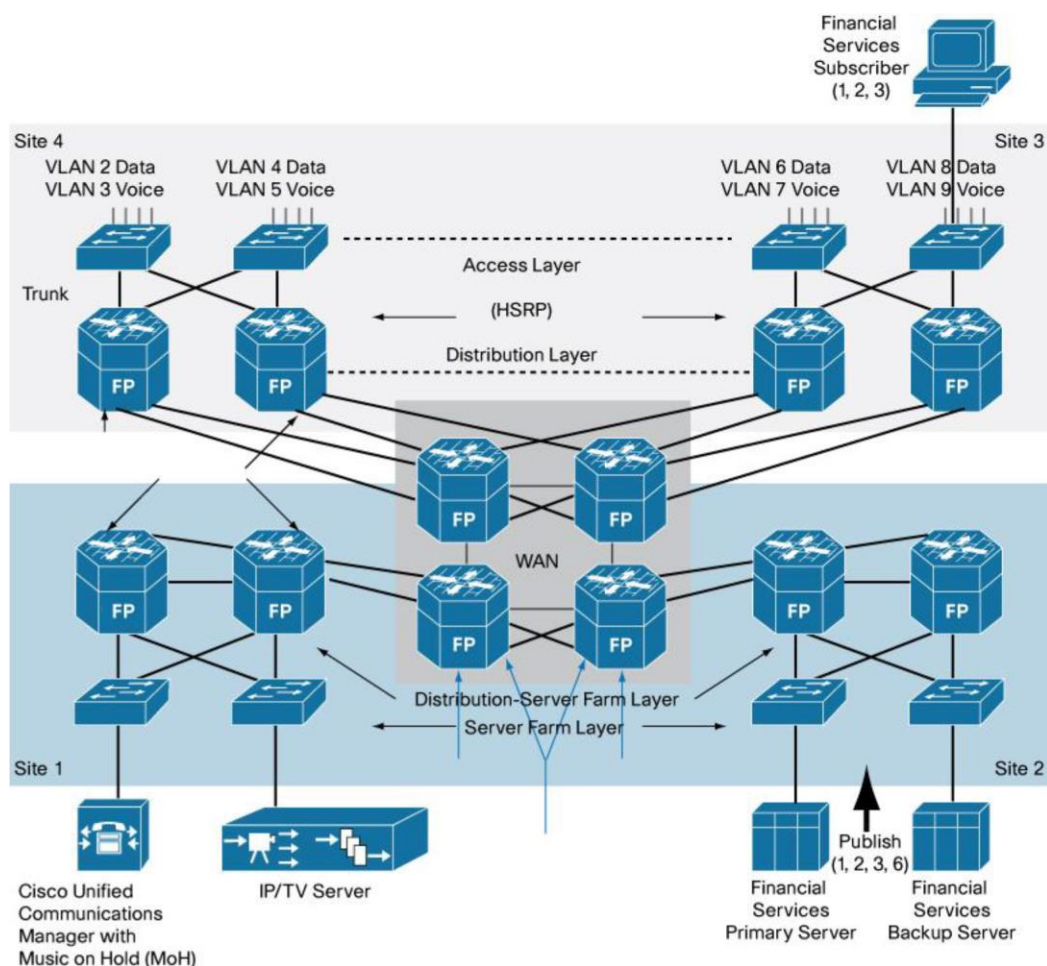 Financial
Services
Subscriber
(1, 2, 3)
Site 4
Site 3
VLAN 2 Data
VLAN 3 Voice
VLAN 4 Data
VLAN 5 Voice
VLAN 6 Data
VLAN 7 Voice
VLAN 8 Data
VLAN 9 Voice
Access Layer
Trunk
(HSRP)
Distribution Layer
FP
FP
FP
FP
FP
FP
WAN
FP
FP
FP
FP
FP
FP
Distribution-Server Farm Layer
Server Farm Layer
Site 1
Site 2
Publish
(1, 2, 3, 6)
Cisco Unified
Communications
Manager with
Music on Hold (MoH)
IP/TV Server
Financial
Services
Primary Server
Financial
Services
Backup Server